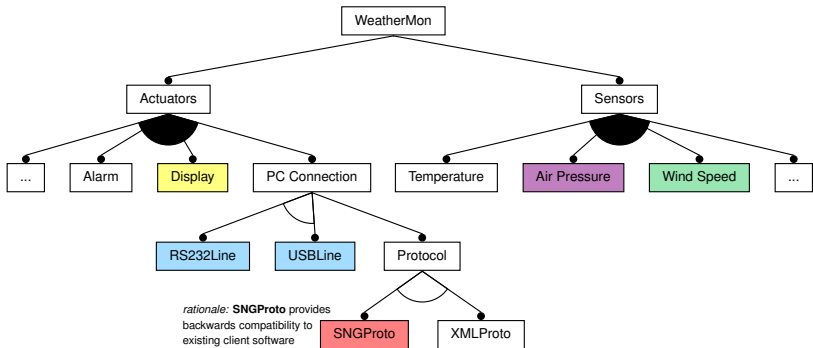 WeatherMon
Actuators
Sensors
...
Alarm
Display
PC Connection
Temperature
Air Pressure
Wind Speed
...
RS232Line
USBLine
Protocol
rationale: SNGProto provides
backwards compatibility to
existing client software
SNGProto
XMLProto